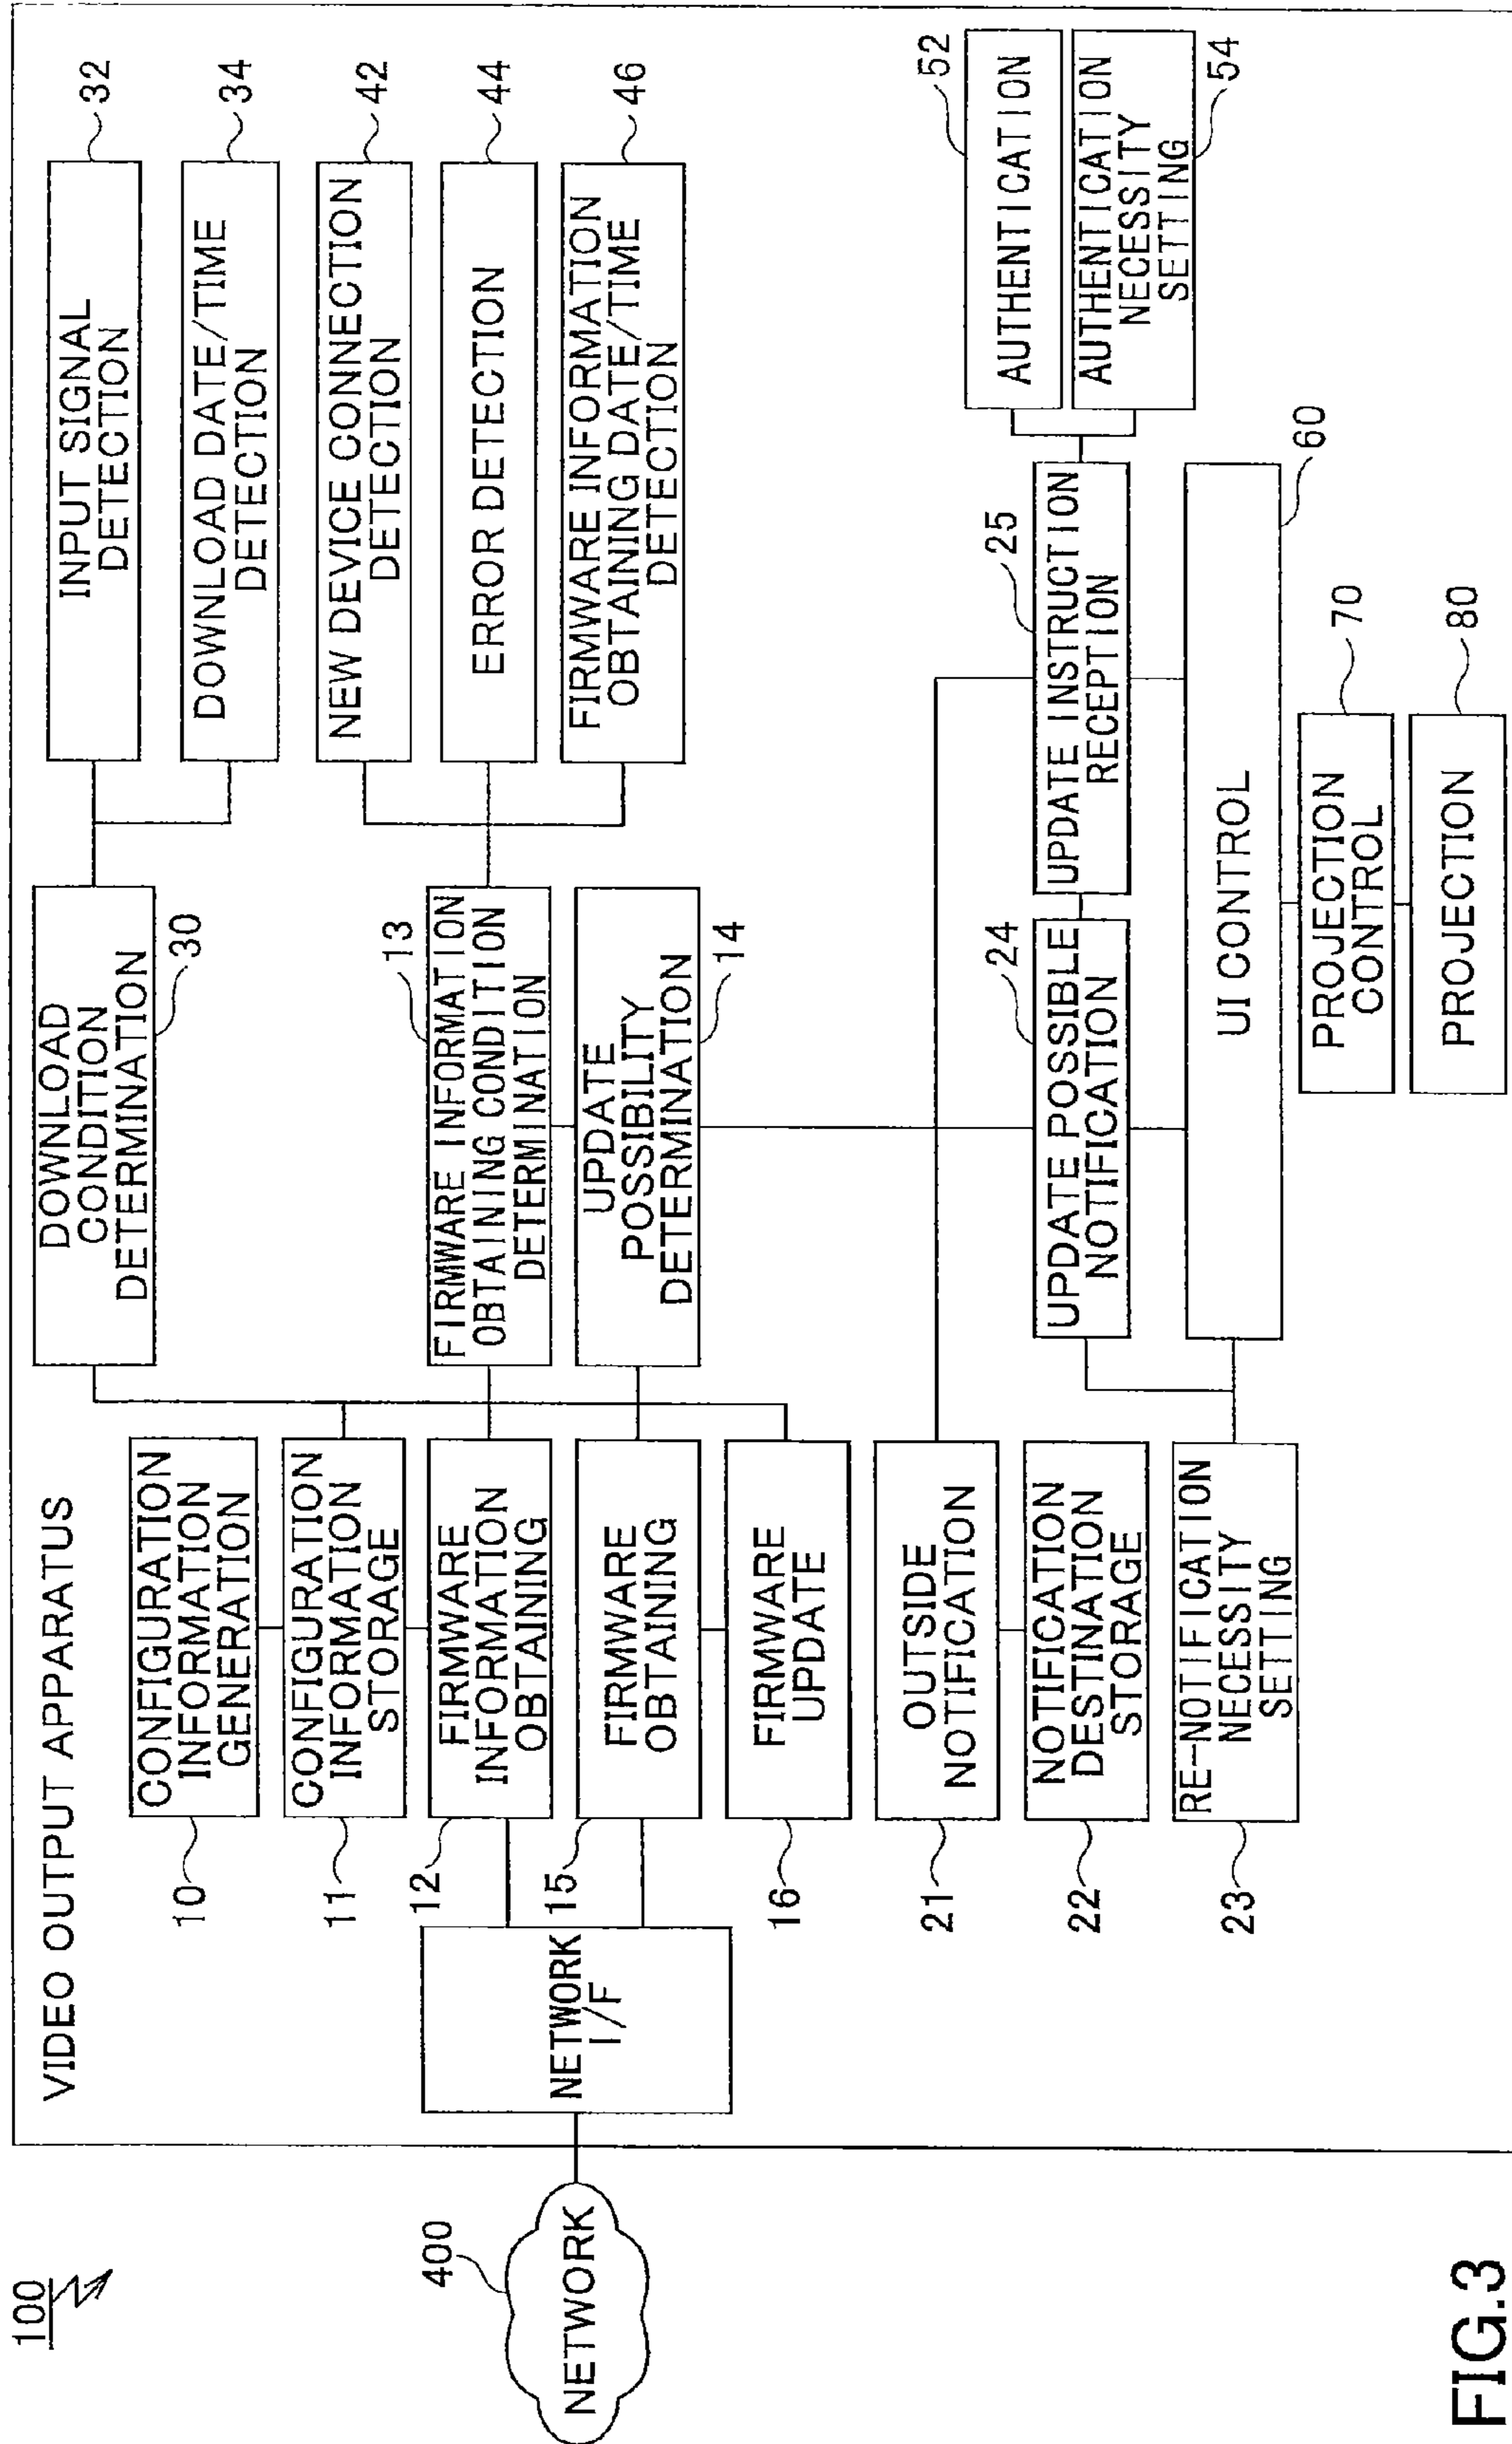 100
VIDEO OUTPUT APPARATUS
400
NETWORK
NETWORK
I/F
10
CONFIGURATION
INFORMATION
GENERATION
11
CONFIGURATION
INFORMATION
STORAGE
12
FIRMWARE
INFORMATION
OBTAINING
15
FIRMWARE
OBTAINING
16
FIRMWARE
UPDATE
21
OUTSIDE
NOTIFICATION
22
NOTIFICATION
DESTINATION
STORAGE
23
RE-NOTIFICATION
NECESSITY
SETTING
DOWNLOAD
CONDITION
DETERMINATION
30
13
FIRMWARE INFORMATION
OBTAINING CONDITION
DETERMINATION
UPDATE
POSSIBILITY
DETERMINATION
14
24
UPDATE POSSIBLE
NOTIFICATION
25
UPDATE INSTRUCTION
RECEPTION
UI CONTROL
60
PROJECTION
CONTROL
70
PROJECTION
80
INPUT SIGNAL
DETECTION
32
DOWNLOAD DATE/TIME
DETECTION
34
NEW DEVICE CONNECTION
DETECTION
42
ERROR DETECTION
44
FIRMWARE INFORMATION
OBTAINING DATE/TIME
DETECTION
46
AUTHENTICATION
52
AUTHENTICATION
NECESSITY
SETTING
54
FIG.3